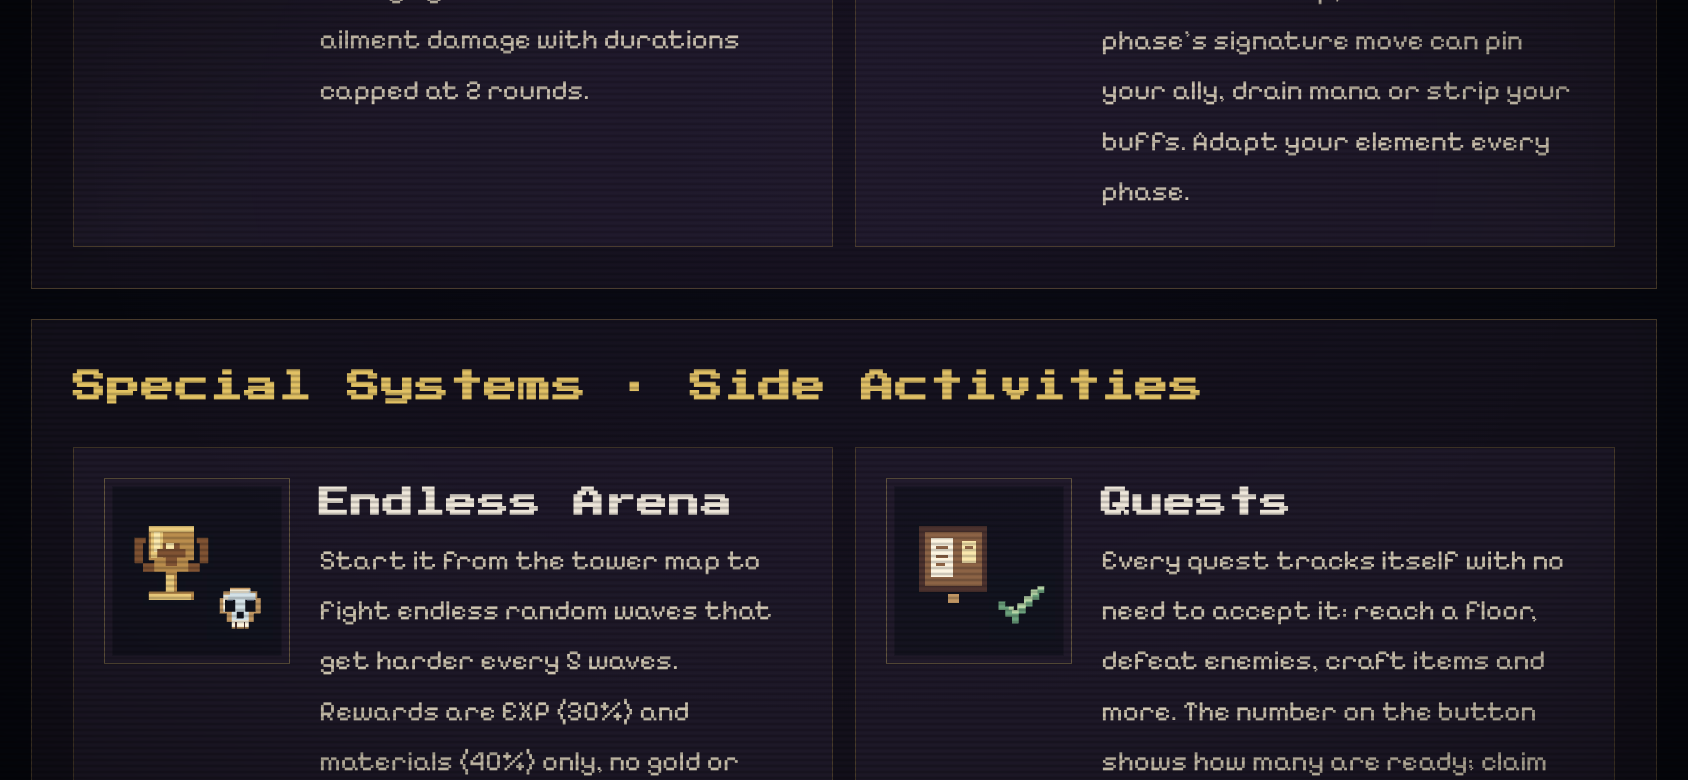 ailment damage with durations
capped at 2 rounds.
phase's signature move can pin
your ally, drain mana or strip your
buffs. Adapt your element every
phase.
Special Systems · Side Activities
Endless Arena
Start it from the tower map to
fight endless random waves that
get harder every 5 waves.
Rewards are EXP (30%) and
materials (40%) only, no gold or
Quests
Every quest tracks itself with no
need to accept it: reach a floor,
defeat enemies, craft items and
more. The number on the button
shows how many are ready; claim